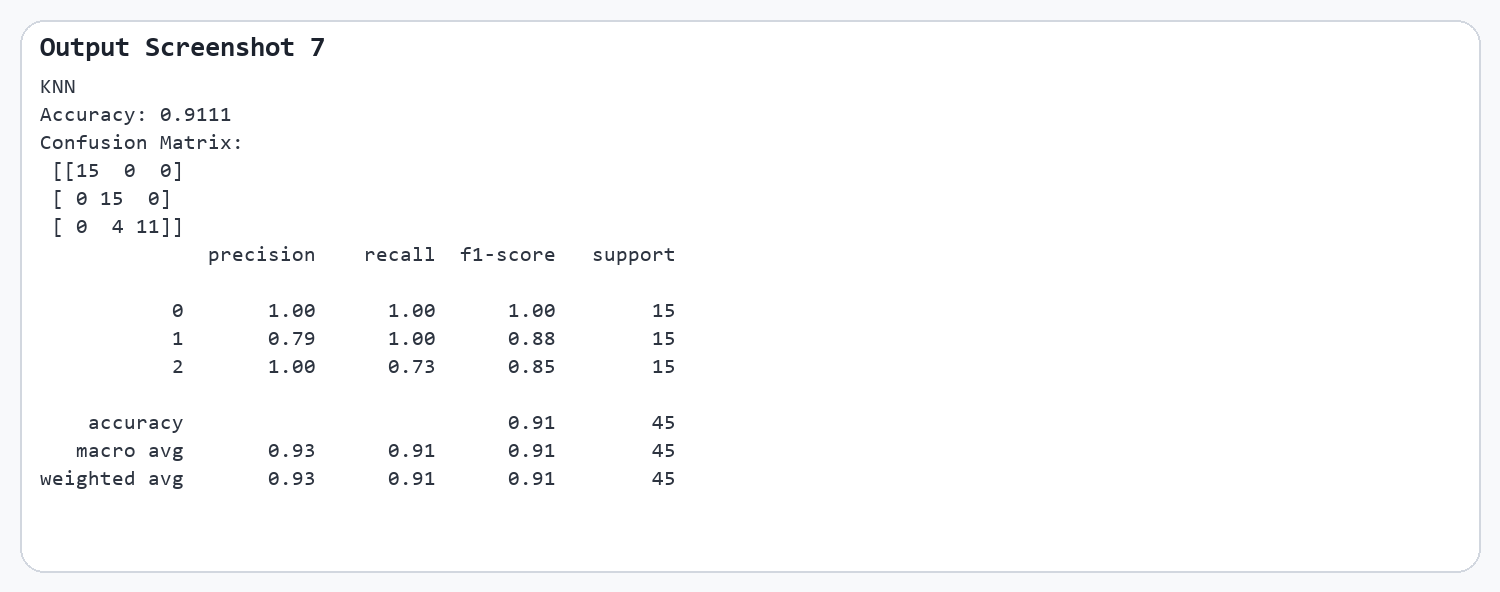 Output Screenshot 7
KNN
Accuracy: 0.9111
Confusion Matrix:
 [[15  0  0]
 [ 0 15  0]
 [ 0  4 11]]
              precision    recall  f1-score   support

           0       1.00      1.00      1.00        15
           1       0.79      1.00      0.88        15
           2       1.00      0.73      0.85        15

    accuracy                           0.91        45
   macro avg       0.93      0.91      0.91        45
weighted avg       0.93      0.91      0.91        45